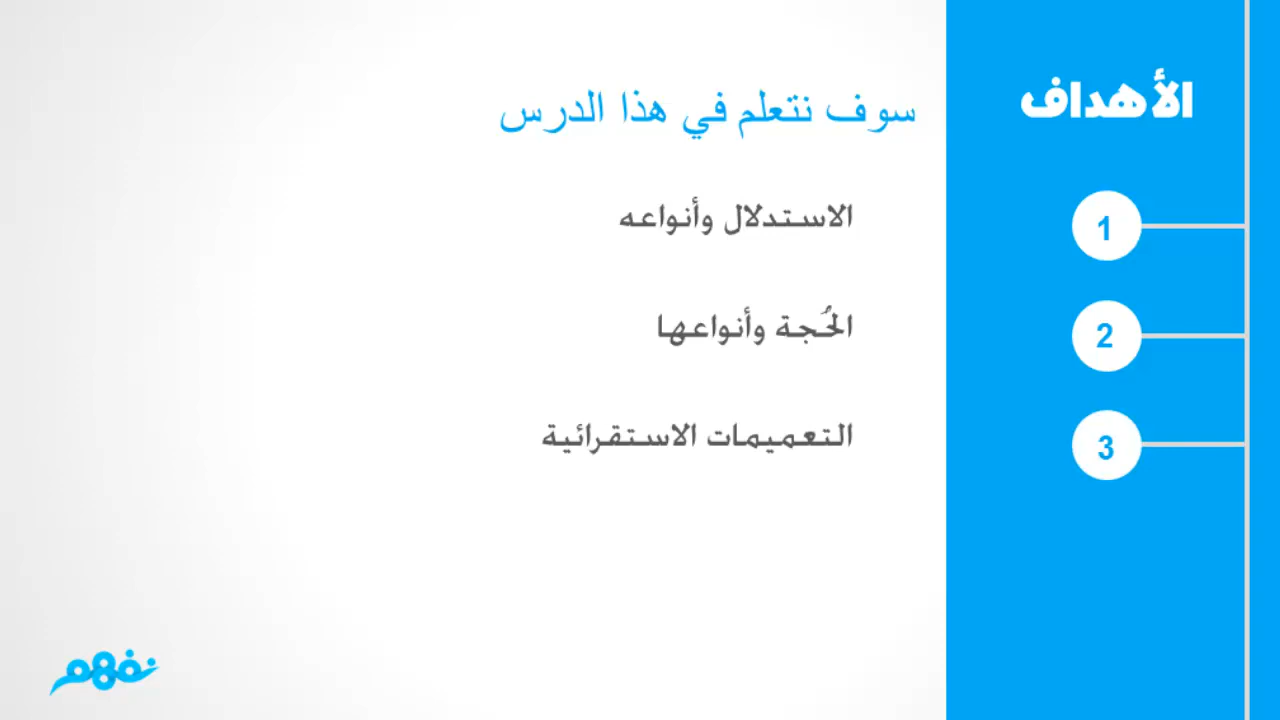 الأهداف
سوف نتعلم في هذا الدرس
1
الاستدلال وأنواعه
2
الحُجة وأنواعها
3
التعميمات الاستقرائية
نفهم